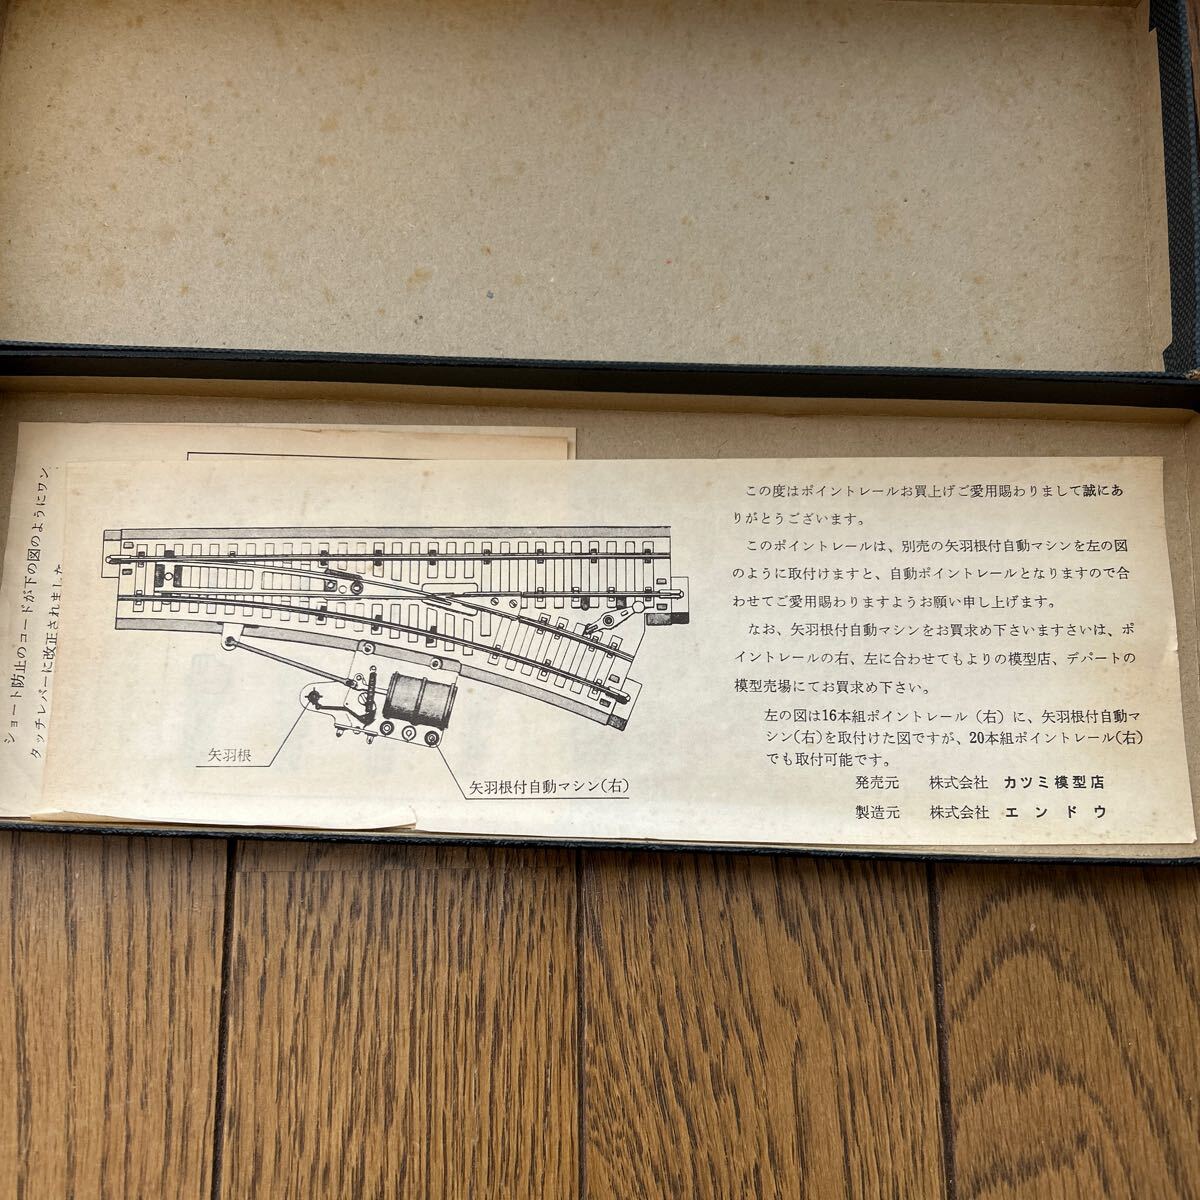 ショート防止のコードが下の図のようにワン
タッチレバーに改正されました
矢羽根
矢羽根付自動マシン(右)
この度はポイントレールお買上げご愛用賜わりまして誠にあ
りがとうございます。
このポイントレールは、別売の矢羽根付自動マシンを左の図
のように取付けますと、自動ポイントレールとなりますので合
わせてご愛用賜わりますようお願い申し上げます。
なお、矢羽根付自動マシンをお買求め下さいますさいは、ポ
イントレールの右、左に合わせてもよりの模型店、デパートの
模型売場にてお買求め下さい。
左の図は16本組ポイントレール(右)に、矢羽根付自動マ
シン(右)を取付けた図ですが、20本組ポイントレール(右)
でも取付可能です。
発売元 株式会社 カツミ模型店
製造元 株式会社 エンドウ